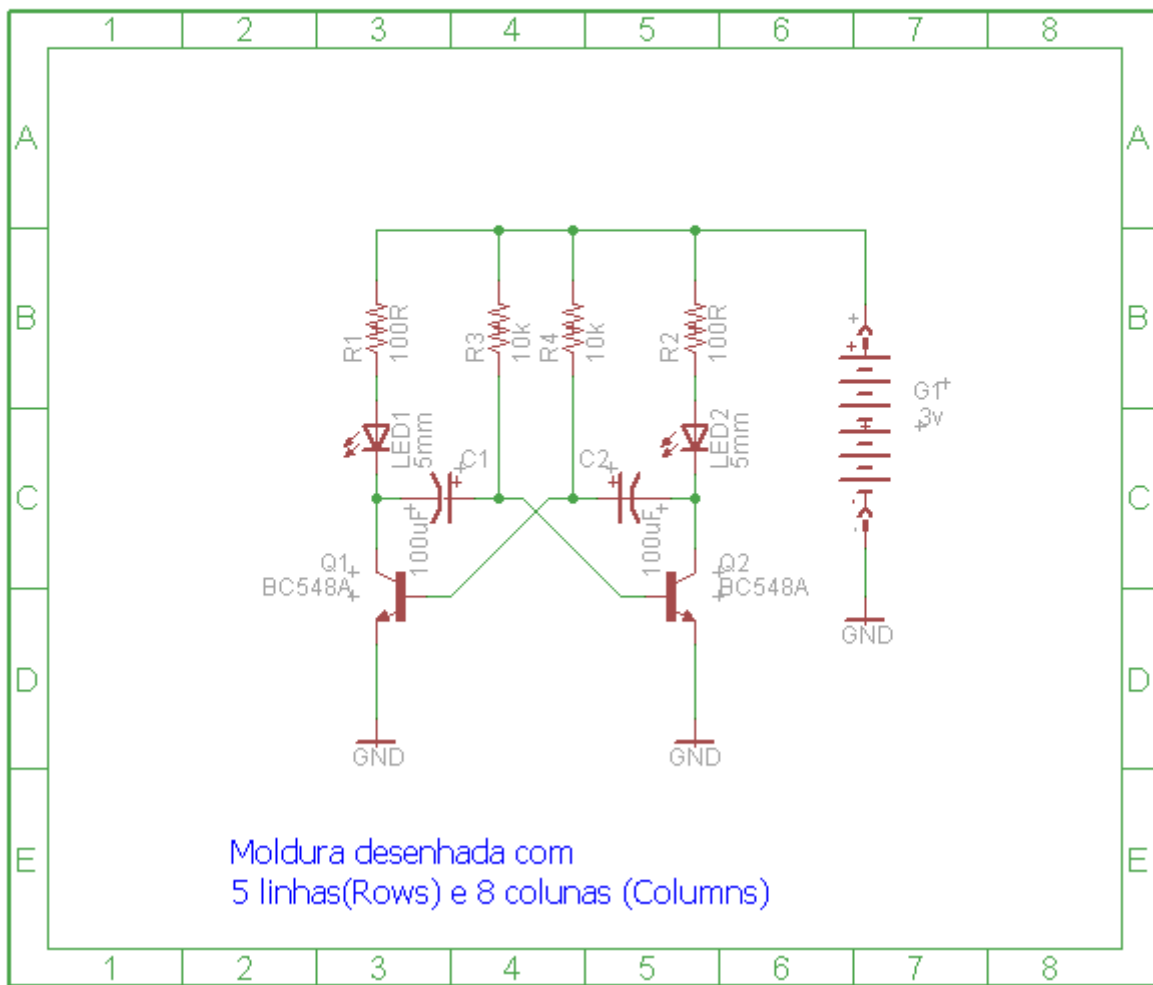 1 2 3 4 5 6 7 8
A A
B B
R1
100R
R3
10k
R4
10k
R2
100R
G1
3v
LED1
5mm
C1
100uF
C2
100uF
LED2
5mm
C C
Q1
BC548A
Q2
BC548A
GND
D D
GND
GND
Moldura desenhada com
5 linhas(Rows) e 8 colunas (Columns)
E E
1 2 3 4 5 6 7 8